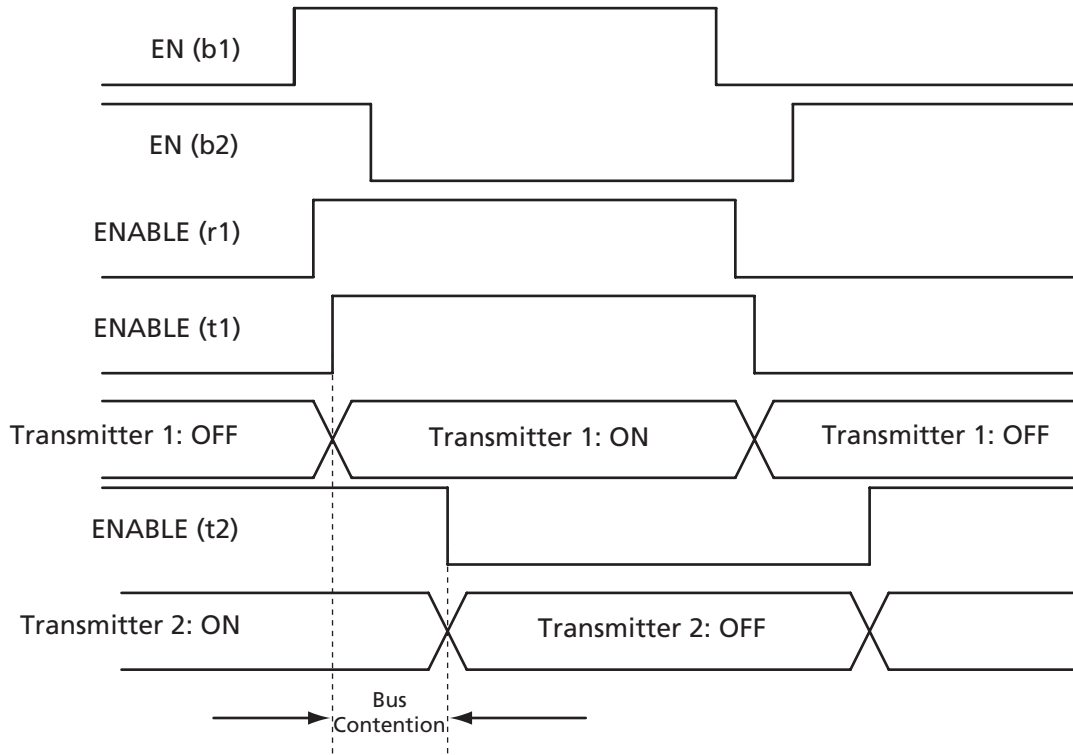 EN (b1)
EN (b2)
ENABLE (r1)
ENABLE (t1)
Transmitter 1: OFF Transmitter 1: ON Transmitter 1: OFF
ENABLE (t2)
Transmitter 2: ON Transmitter 2: OFF
Bus
Contention